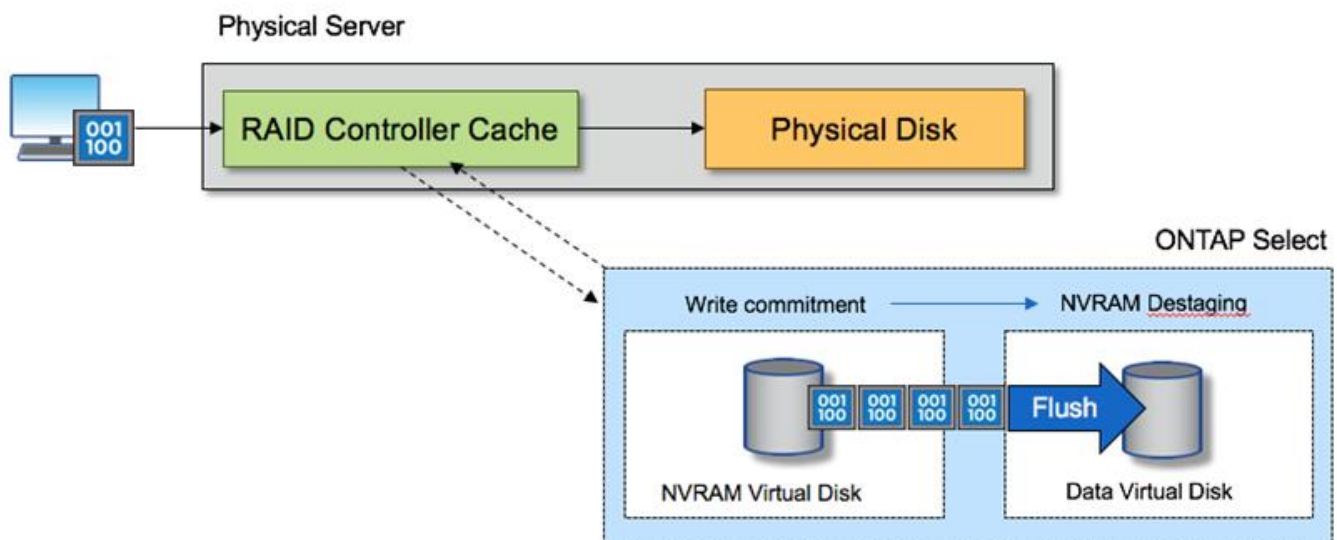 Physical Server
001
100
RAID Controller Cache
Physical Disk
ONTAP Select
Write commitment
NVRAM Destaging
001
100
001
100
001
100
001
100
Flush
NVRAM Virtual Disk
Data Virtual Disk